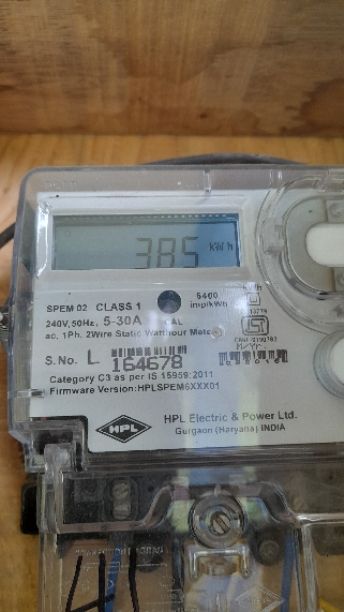 385 kWh
SPEM 02 CLASS 1
5400
imp/kWh
240V, 50Hz, 5-30A
ac, 1Ph. 2Wire Static Watthour Meter
S.No. L 164678
Category C3 as per IS 15959:2011
Firmware Version:HPLSPEM6XXX01
HPL
HPL Electric & Power Ltd.
Gurgaon (Haryana) INDIA